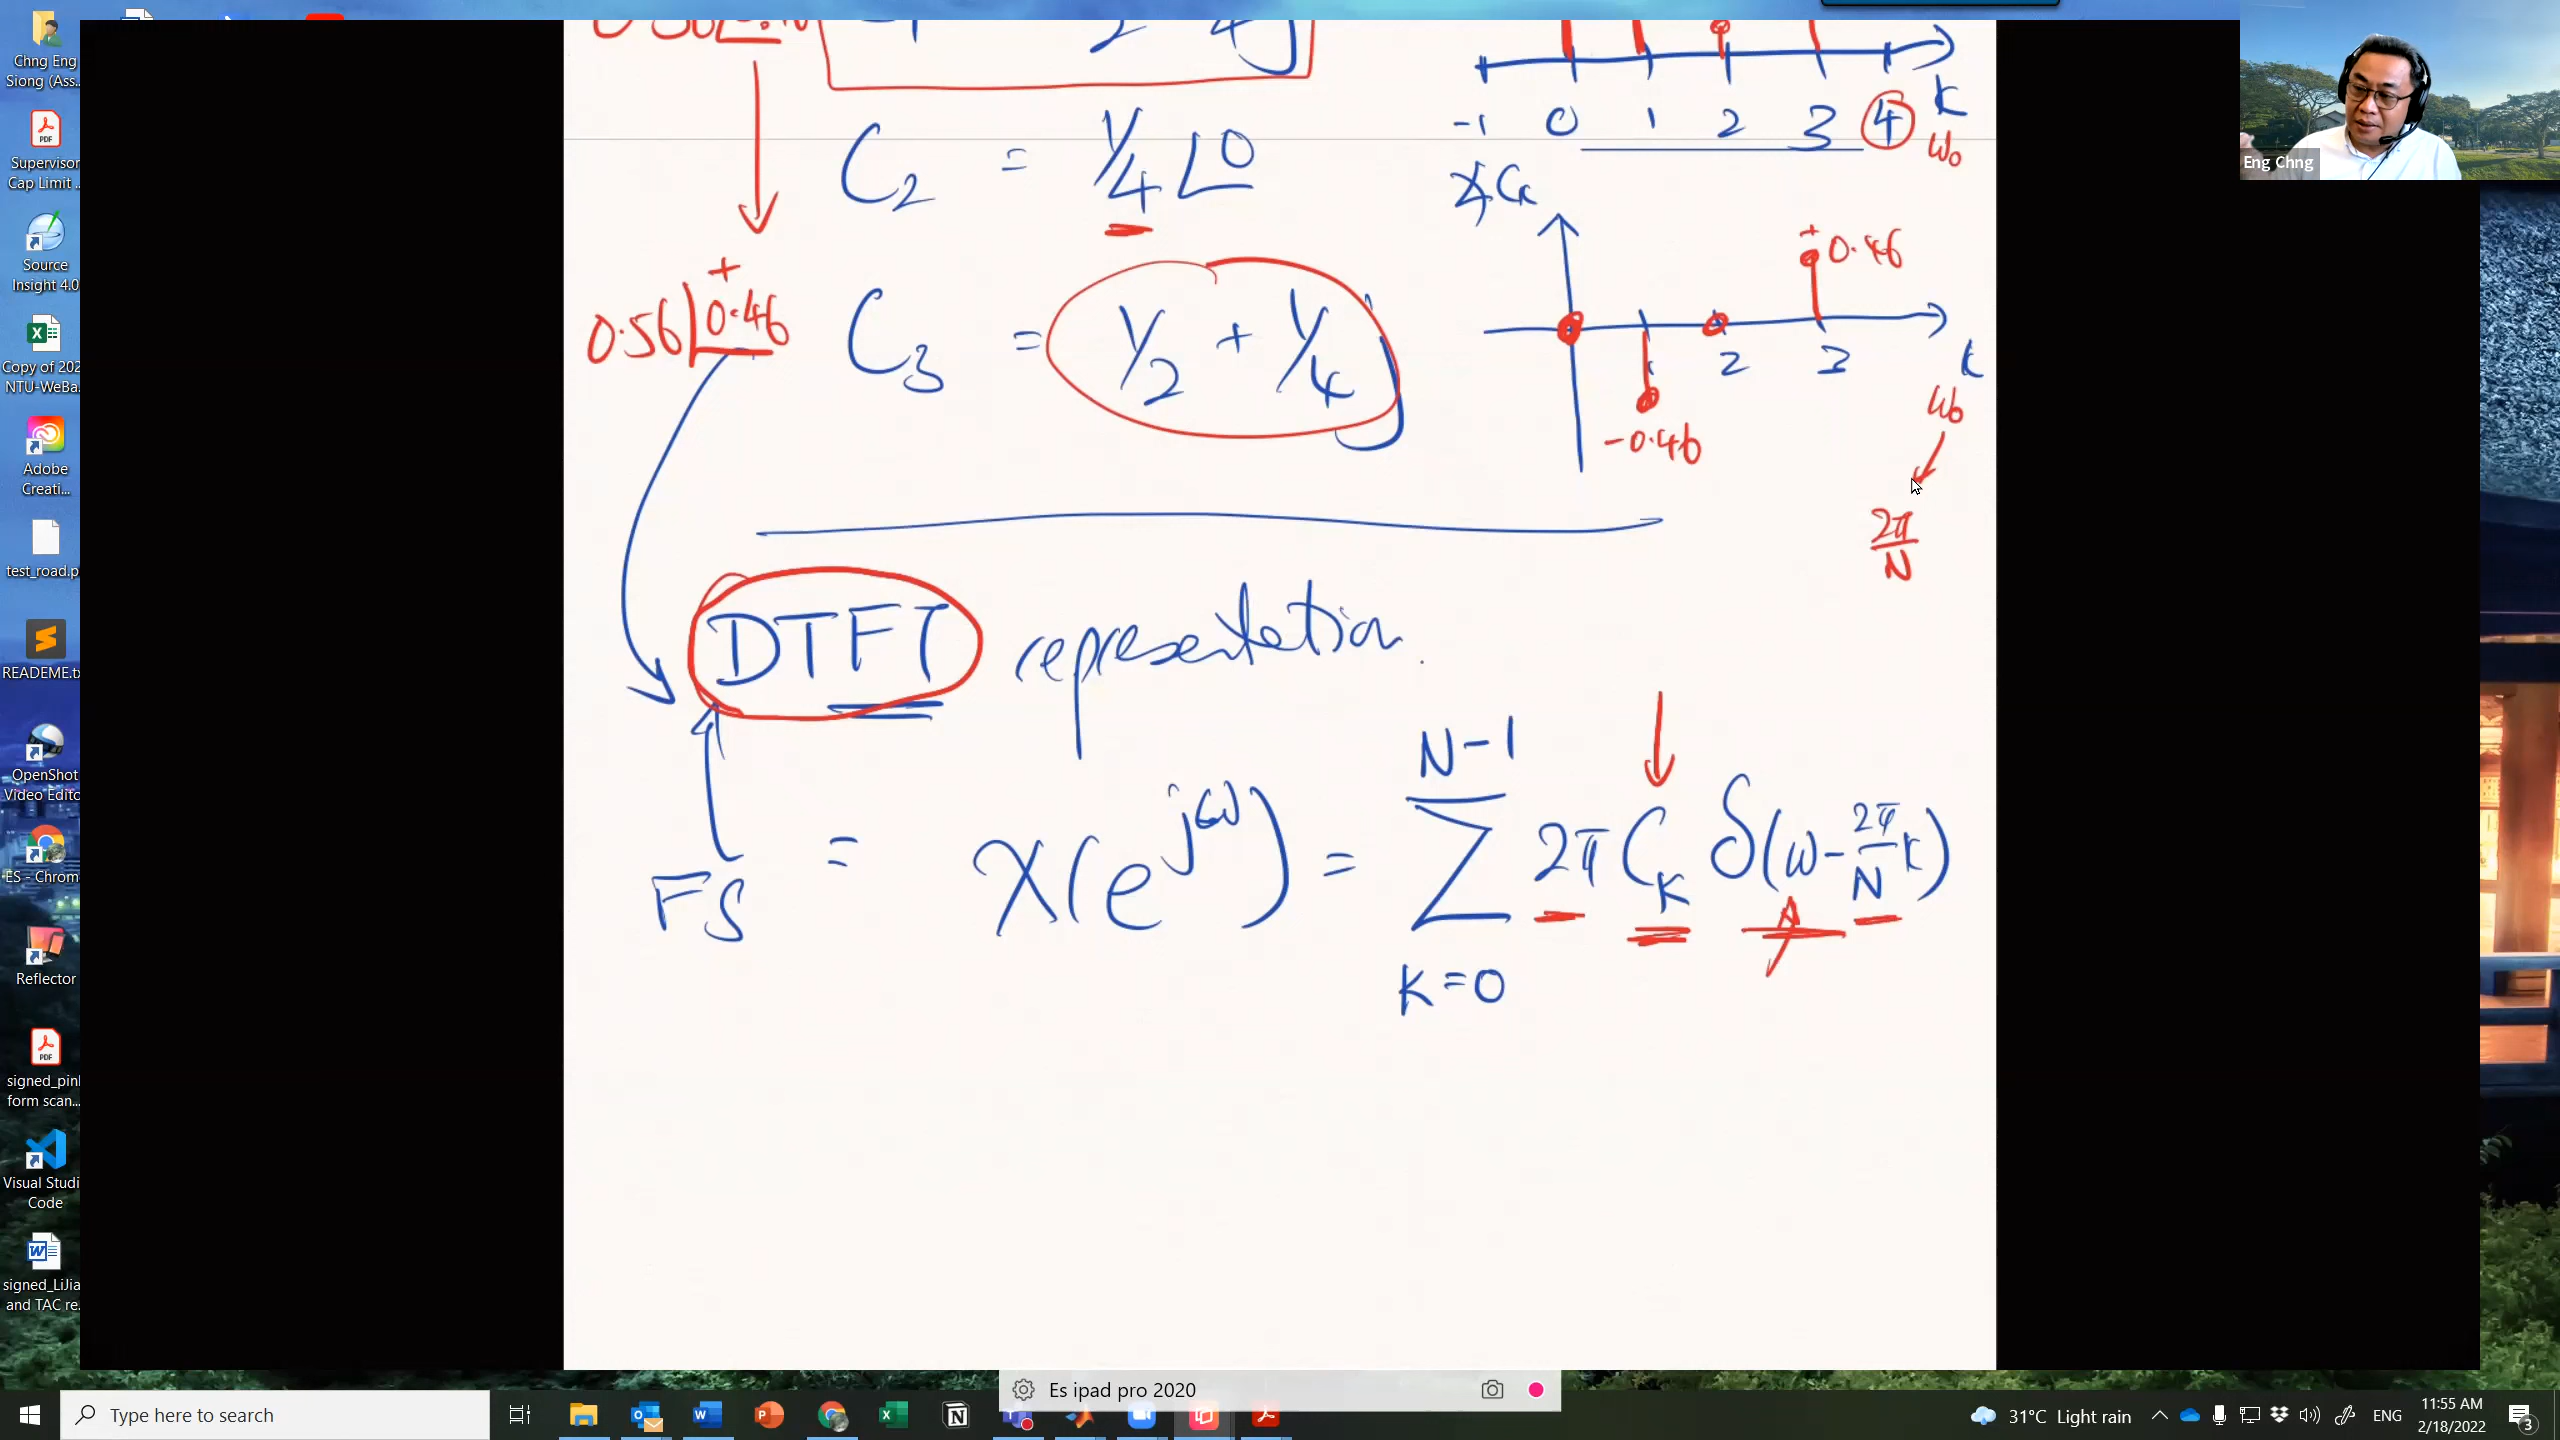 Chng Eng
Siong (Ass...
Supervisor
Cap Limit ...
Source
Insight 4.0
Copy of 202
NTU-WeBa...
Adobe
Creati...
test_road.p
READEME.tx
OpenShot
Video Edito
ES - Chrom
Reflector
signed_pinl
form scan...
Visual Studi
Code
signed_LiJia
and TAC re...
-1 0 1 2 3 4 k
ω₀
C₂ = 1/4 ∠0
∡Cₖ
+
0.56∠0.46
C₃ = 1/2 + 1/4 j
+0.46
2 3 k
ω₀
-0.46
2π/N
DTFT representation.
FS = X(e^{jω}) = \sum_{k=0}^{N-1} 2π Cₖ δ(ω - 2π/N k)
Eng Chng
Es ipad pro 2020
Type here to search
31°C Light rain
ENG
11:55 AM
2/18/2022
3